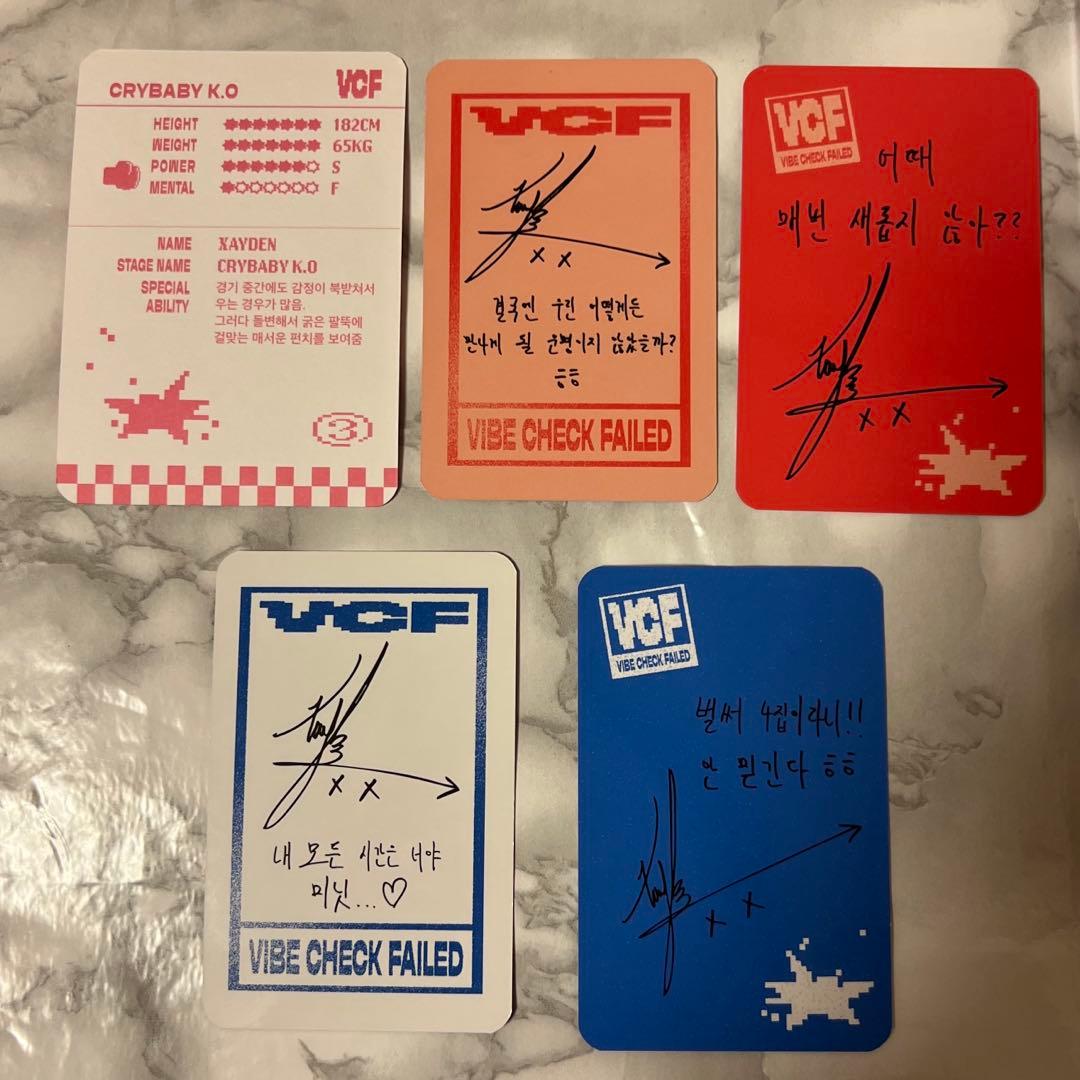 CRYBABY K.O
VCF
HEIGHT 182CM
WEIGHT 65KG
POWER S
MENTAL F
NAME XAYDEN
STAGE NAME CRYBABY K.O
SPECIAL ABILITY
경기 중간에도 감정이 북받쳐서
우는 경우가 많음.
그러다 돌변해서 굵은 팔뚝에
걸맞는 매서운 펀치를 보여줌
3
VCF
xx
결국엔 우린 어떻게든
만나게 될 운명이지 않았을까?
ㅎㅎ
VIBE CHECK FAILED
VCF
VIBE CHECK FAILED
어때
매번 새롭지 않아??
xx
VCF
xx
내 모든 시간은 너야
미닛...♡
VIBE CHECK FAILED
VCF
VIBE CHECK FAILED
벌써 4집이라니!!
안 믿긴다 ㅎㅎ
xx